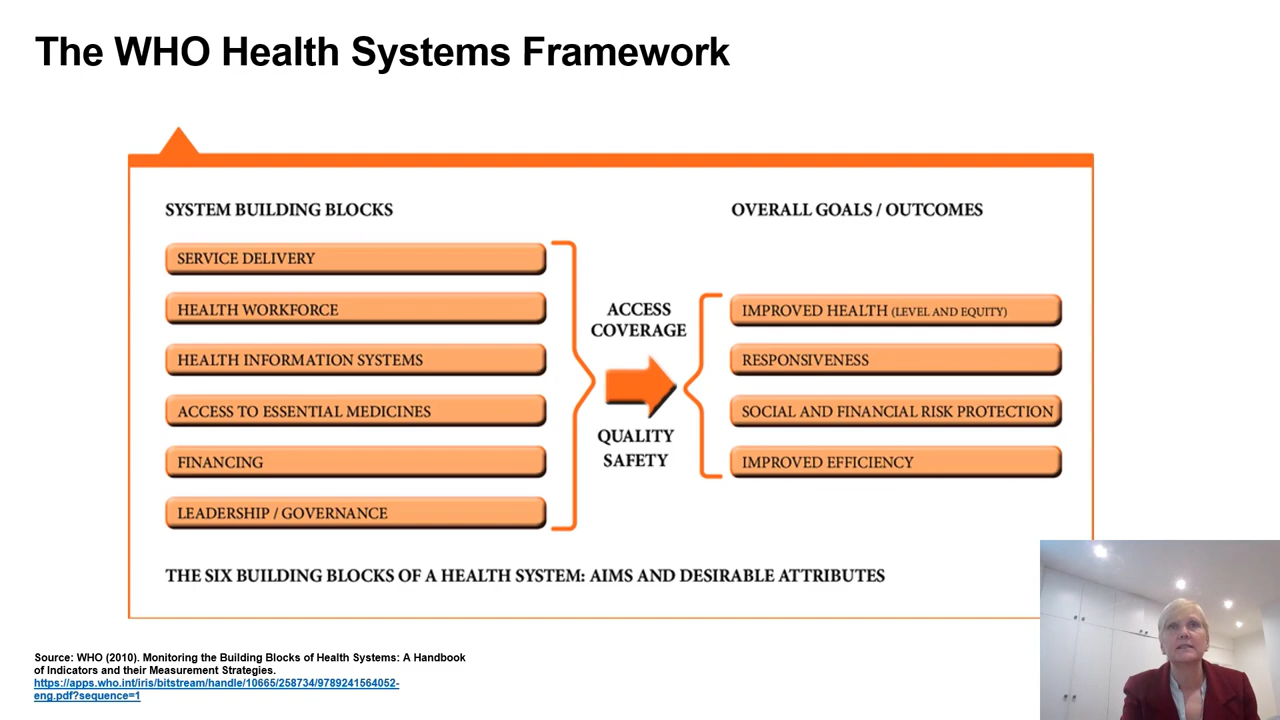 The WHO Health Systems Framework
SYSTEM BUILDING BLOCKS
SERVICE DELIVERY
HEALTH WORKFORCE
HEALTH INFORMATION SYSTEMS
ACCESS TO ESSENTIAL MEDICINES
FINANCING
LEADERSHIP / GOVERNANCE
ACCESS
COVERAGE
QUALITY
SAFETY
OVERALL GOALS / OUTCOMES
IMPROVED HEALTH (LEVEL AND EQUITY)
RESPONSIVENESS
SOCIAL AND FINANCIAL RISK PROTECTION
IMPROVED EFFICIENCY
THE SIX BUILDING BLOCKS OF A HEALTH SYSTEM: AIMS AND DESIRABLE ATTRIBUTES
Source: WHO (2010). Monitoring the Building Blocks of Health Systems: A Handbook
of Indicators and their Measurement Strategies.
https://apps.who.int/iris/bitstream/handle/10665/258734/9789241564052-
eng.pdf?sequence=1